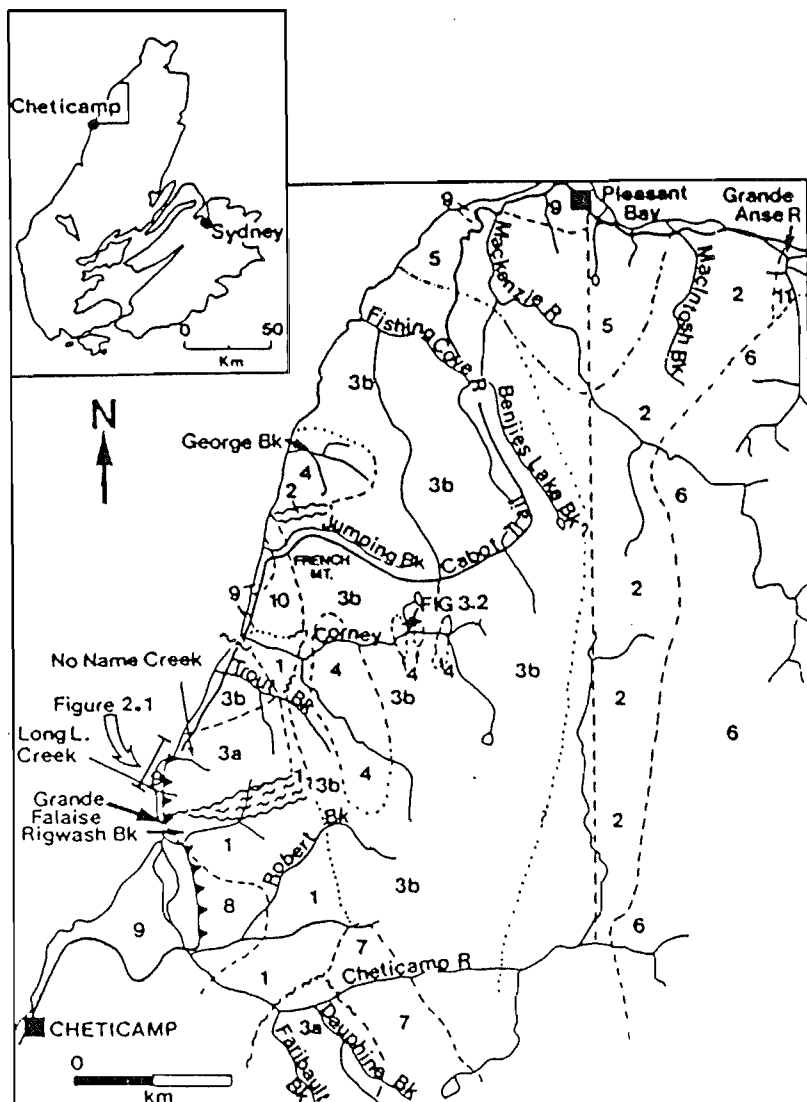 Cheticamp
Sydney
0 50
Km
N
9
9
Pleasant Bay
Grande Anse R
Mackenzie R
MacIntosh Bk
5
2
11
5
6
Fishing Cove R
3b
Benjies Lake Bk
2
George Bk
4
3b
6
2
Jumping Bk
Cabot Tr
FRENCH MT.
9
10
3b
FIG 3.2
2
Corney
No Name Creek
1
4
4
4
3b
Trout Bk
3b
3b
2
Figure 2.1
6
Long L. Creek
3a
4
1
3b
Grande Falaise
Rigwash Bk
2
1
Robert Bk
3b
8
1
9
6
7
1
Cheticamp R
3a
7
CHETICAMP
Faribault Bk
Dauphine Bk
0
km